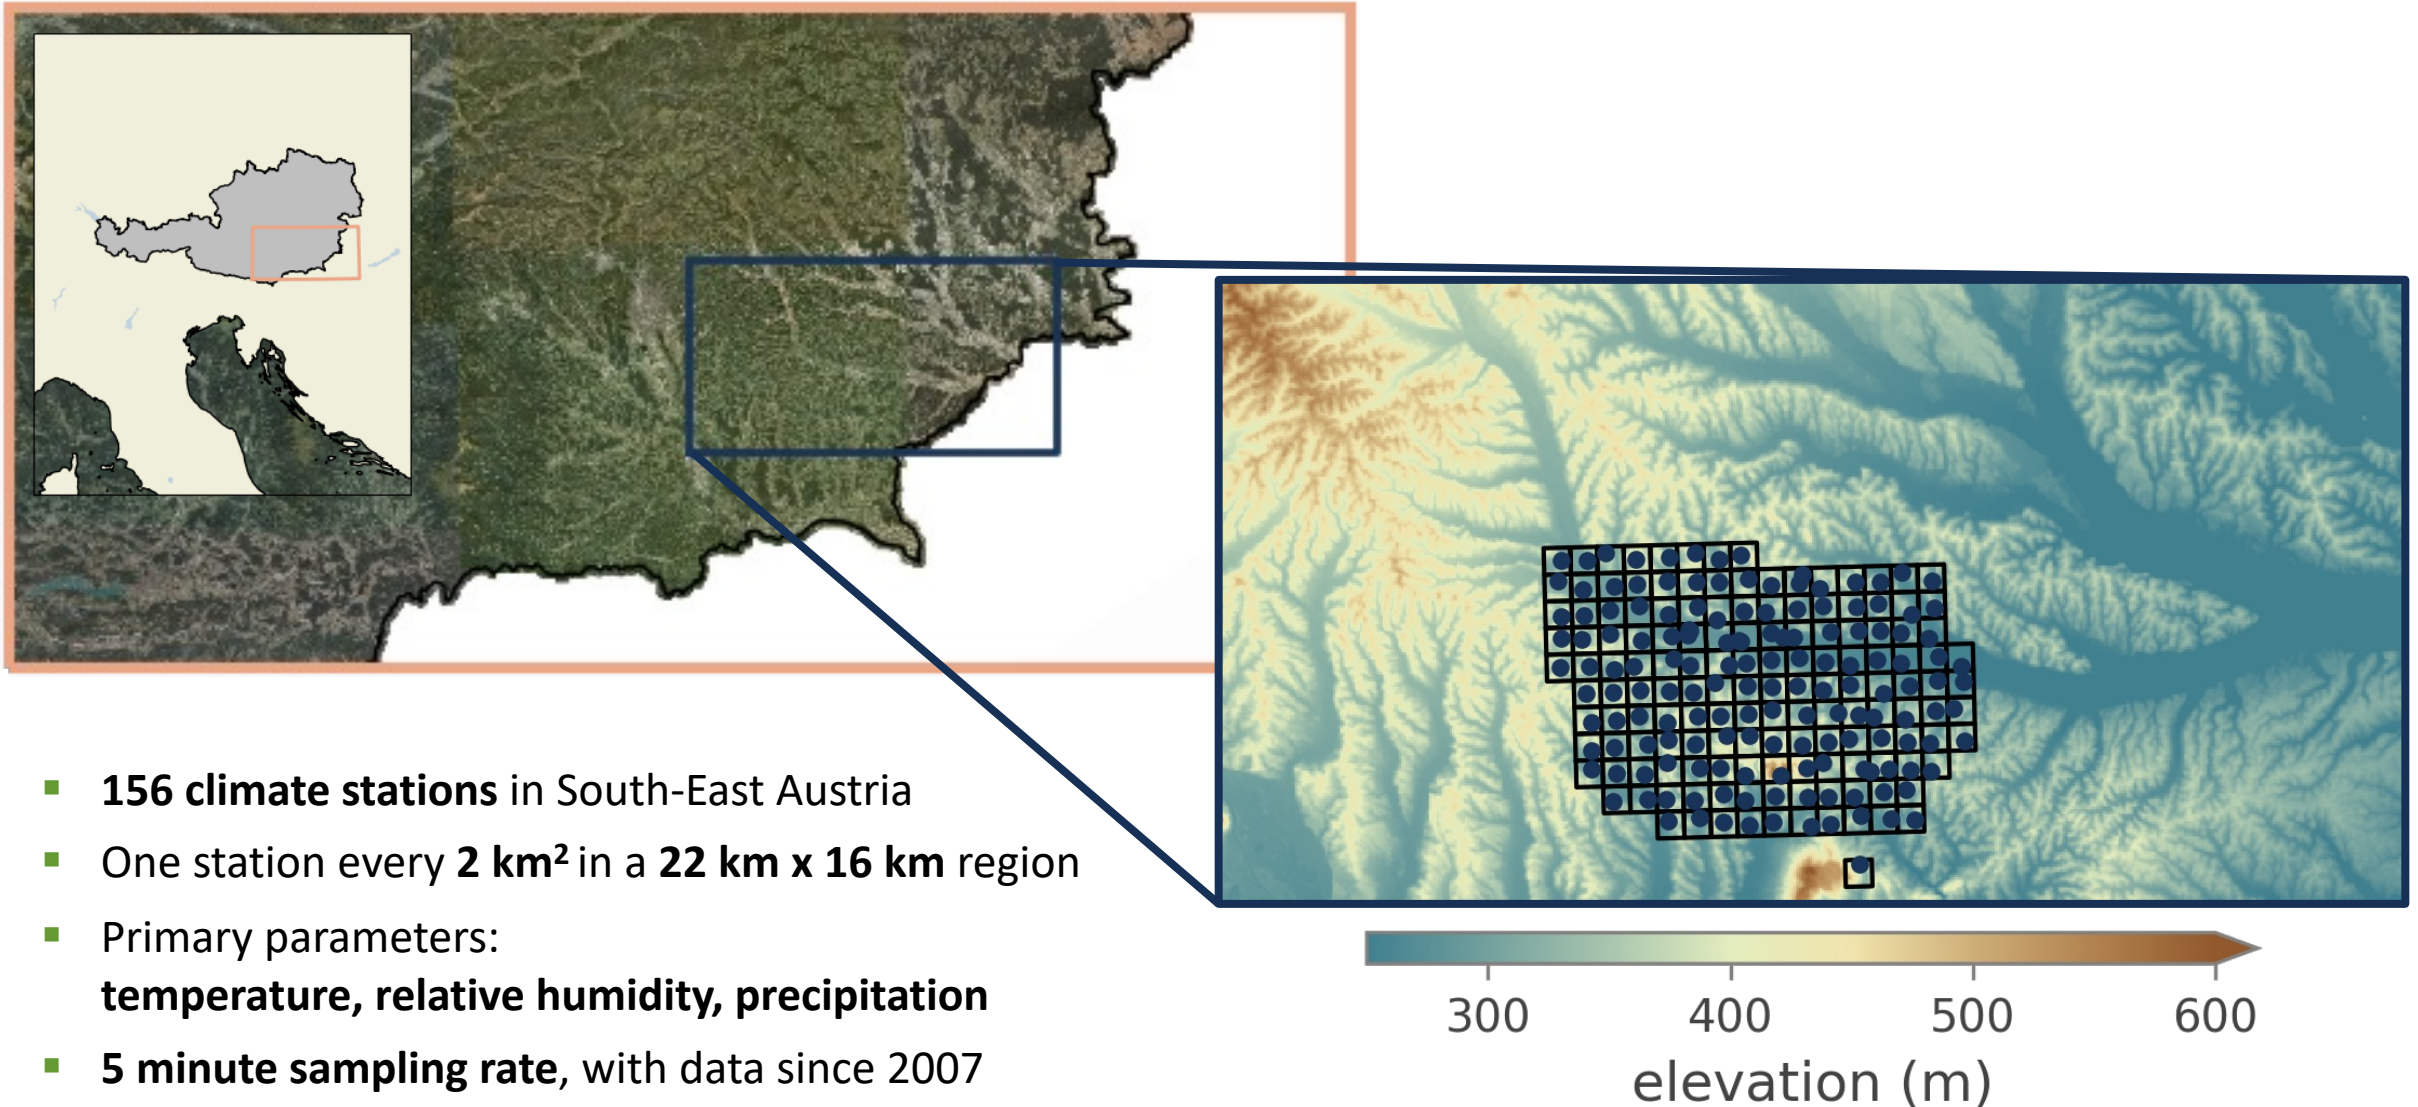 ▪ 156 climate stations in South-East Austria
▪ One station every 2 km² in a 22 km x 16 km region
▪ Primary parameters:
temperature, relative humidity, precipitation
▪ 5 minute sampling rate, with data since 2007
300 400 500 600
elevation (m)